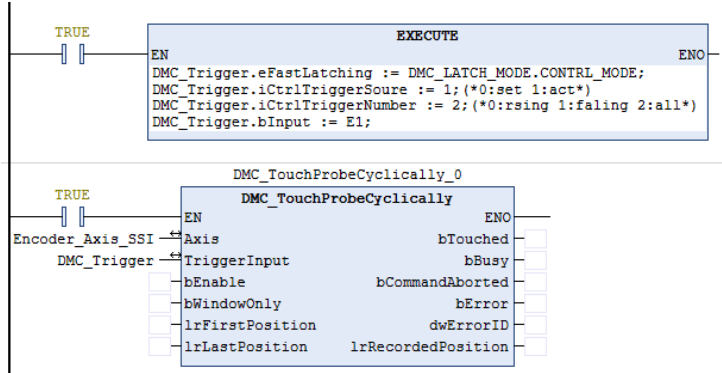 TRUE
EXECUTE
EN ENO
DMC_Trigger.eFastLatching := DMC_LATCH_MODE.CONTRL_MODE;
DMC_Trigger.iCtrlTriggerSoure := 1;(*0:set 1:act*)
DMC_Trigger.iCtrlTriggerNumber := 2;(*0:rsing 1:faling 2:all*)
DMC_Trigger.bInput := E1;
DMC_TouchProbeCyclically_0
TRUE
DMC_TouchProbeCyclically
EN ENO
Encoder_Axis_SSI Axis bTouched
DMC_Trigger TriggerInput bBusy
bEnable bCommandAborted
bWindowOnly bError
lrFirstPosition dwErrorID
lrLastPosition lrRecordedPosition